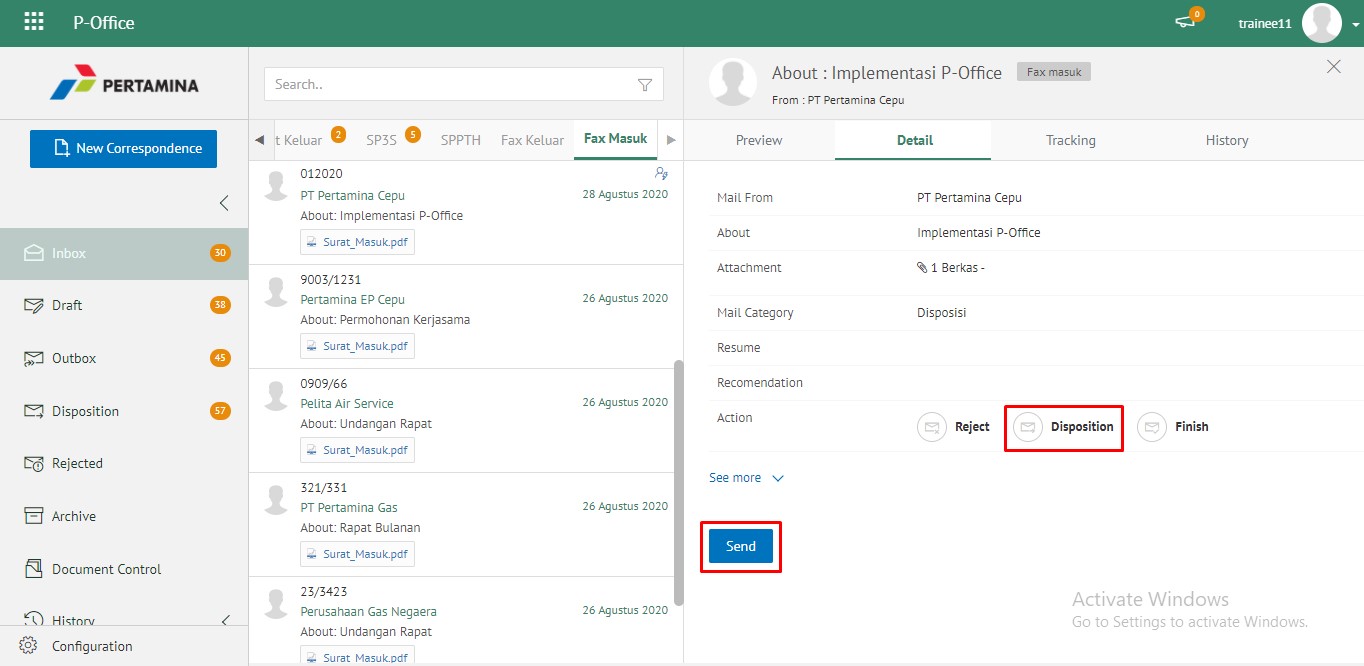 P-Office
0
trainee11
PERTAMINA
New Correspondence
Inbox 30
Draft 38
Outbox 45
Disposition 57
Rejected
Archive
Document Control
History
Configuration
Search..
t Keluar 2 SP3S 5 SPPTH Fax Keluar Fax Masuk
012020
PT Pertamina Cepu 28 Agustus 2020
About: Implementasi P-Office
Surat_Masuk.pdf
9003/1231
Pertamina EP Cepu 26 Agustus 2020
About: Permohonan Kerjasama
Surat_Masuk.pdf
0909/66
Pelita Air Service 26 Agustus 2020
About: Undangan Rapat
Surat_Masuk.pdf
321/331
PT Pertamina Gas 26 Agustus 2020
About: Rapat Bulanan
Surat_Masuk.pdf
23/3423
Perusahaan Gas Negaera 26 Agustus 2020
About: Undangan Rapat
Surat_Masuk.pdf
About : Implementasi P-Office Fax masuk
From : PT Pertamina Cepu
Preview Detail Tracking History
Mail From PT Pertamina Cepu
About Implementasi P-Office
Attachment 1 Berkas -
Mail Category Disposisi
Resume
Recomendation
Action Reject Disposition Finish
See more
Send
Activate Windows
Go to Settings to activate Windows.